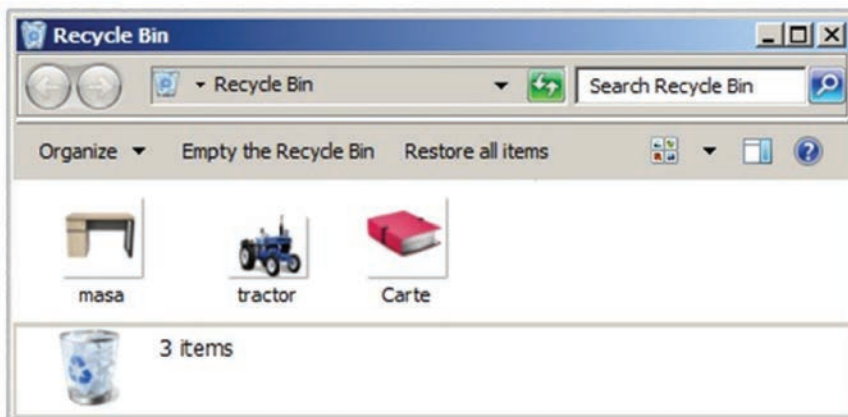 Recycle Bin
Recycle Bin Search Recycle Bin
Organize Empty the Recycle Bin Restore all items
masa tractor Carte
3 items